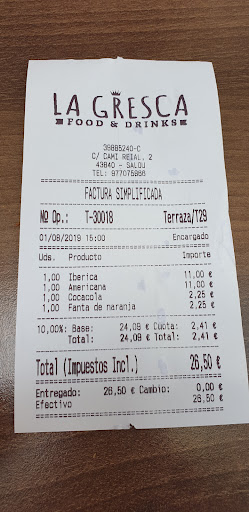 LA GRESCA
FOOD & DRINKS
39885240-C
C/ CAMI REIAL, 2
43840 - SALOU
TEL: 977075866
FACTURA SIMPLIFICADA
Nº Op.: T-30018 Terraza/T29
01/08/2019 15:00 Encargado
Uds. Producto Importe
1,00 Iberica 11,00 €
1,00 Americana 11,00 €
1,00 Cocacola 2,25 €
1,00 Fanta de naranja 2,25 €
10,00%: Base: 24,09 € Cuota: 2,41 €
Total: 24,09 € Total: 2,41 €
Total (Impuestos Incl.) 26,50 €
Entregado: 26,50 € Cambio: 0,00 €
Efectivo 26,50 €